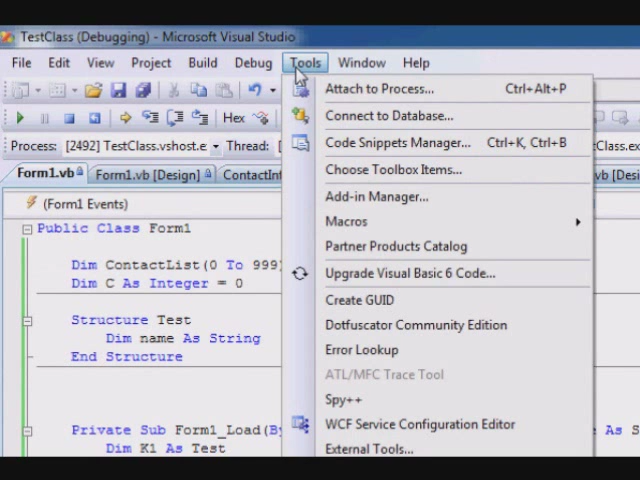 TestClass (Debugging) - Microsoft Visual Studio
File Edit View Project Build Debug Tools Window Help
Hex
Process: [2492] TestClass.vshost.e Thread:
Form1.vb Form1.vb [Design]
(Form1 Events)
Attach to Process... Ctrl+Alt+P
Connect to Database...
Code Snippets Manager... Ctrl+K, Ctrl+B
Choose Toolbox Items...
Add-in Manager...
Macros
Partner Products Catalog
Upgrade Visual Basic 6 Code...
Create GUID
Dotfuscator Community Edition
Error Lookup
ATL/MFC Trace Tool
Spy++
WCF Service Configuration Editor
External Tools...
Public Class Form1
Dim ContactList(0 To 999)
Dim C As Integer = 0
Structure Test
Dim name As String
End Structure
Private Sub Form1_Load(By
Dim K1 As Test